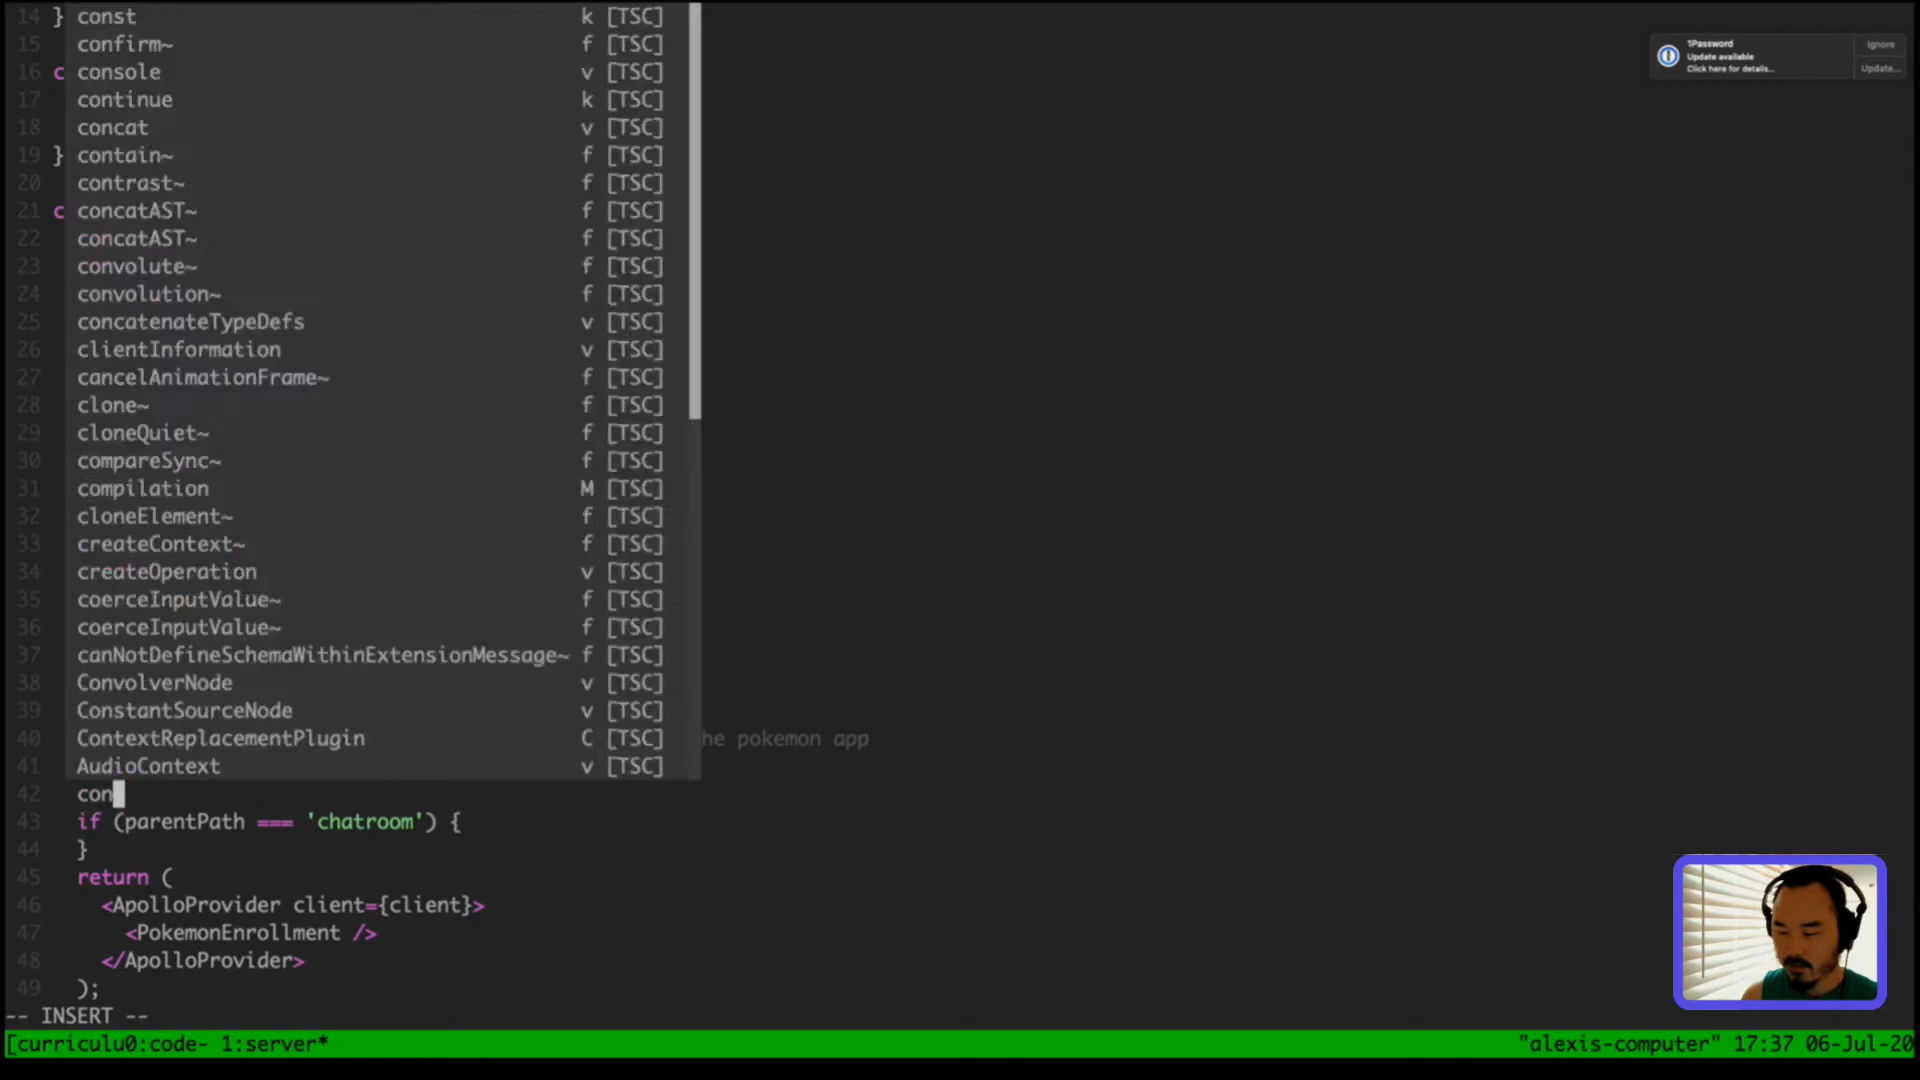 14 } const k [TSC]
15 confirm~ f [TSC]
16 c console v [TSC]
17 continue k [TSC]
18 concat v [TSC]
19 } contain~ f [TSC]
20 contrast~ f [TSC]
21 c concatAST~ f [TSC]
22 concatAST~ f [TSC]
23 convolute~ f [TSC]
24 convolution~ f [TSC]
25 concatenateTypeDefs v [TSC]
26 clientInformation v [TSC]
27 cancelAnimationFrame~ f [TSC]
28 clone~ f [TSC]
29 cloneQuiet~ f [TSC]
30 compareSync~ f [TSC]
31 compilation M [TSC]
32 cloneElement~ f [TSC]
33 createContext~ f [TSC]
34 createOperation v [TSC]
35 coerceInputValue~ f [TSC]
36 coerceInputValue~ f [TSC]
37 canNotDefineSchemaWithinExtensionMessage~ f [TSC]
38 ConvolverNode v [TSC]
39 ConstantSourceNode v [TSC]
40 ContextReplacementPlugin C [TSC] he pokemon app
41 AudioContext v [TSC]
42 con
43 if (parentPath === 'chatroom') {
44 }
45 return (
46 <ApolloProvider client={client}>
47 <PokemonEnrollment />
48 </ApolloProvider>
49 );
-- INSERT --
[curriculu0:code- 1:server* "alexis-computer" 17:37 06-Jul-20
1Password
Update available
Click here for details...
Ignore
Update...